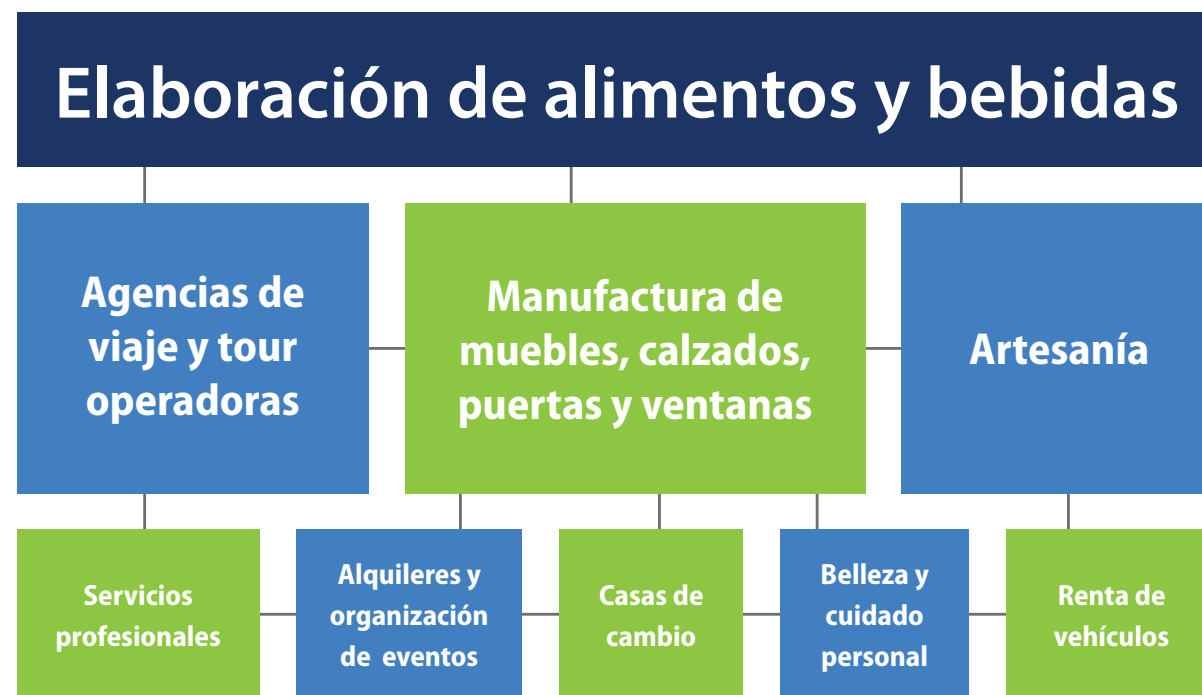 Elaboración de alimentos y bebidas
Agencias de
viaje y tour
operadoras
Manufactura de
muebles, calzados,
puertas y ventanas
Artesanía
Servicios
profesionales
Alquileres y
organización
de eventos
Casas de
cambio
Belleza y
cuidado
personal
Renta de
vehículos